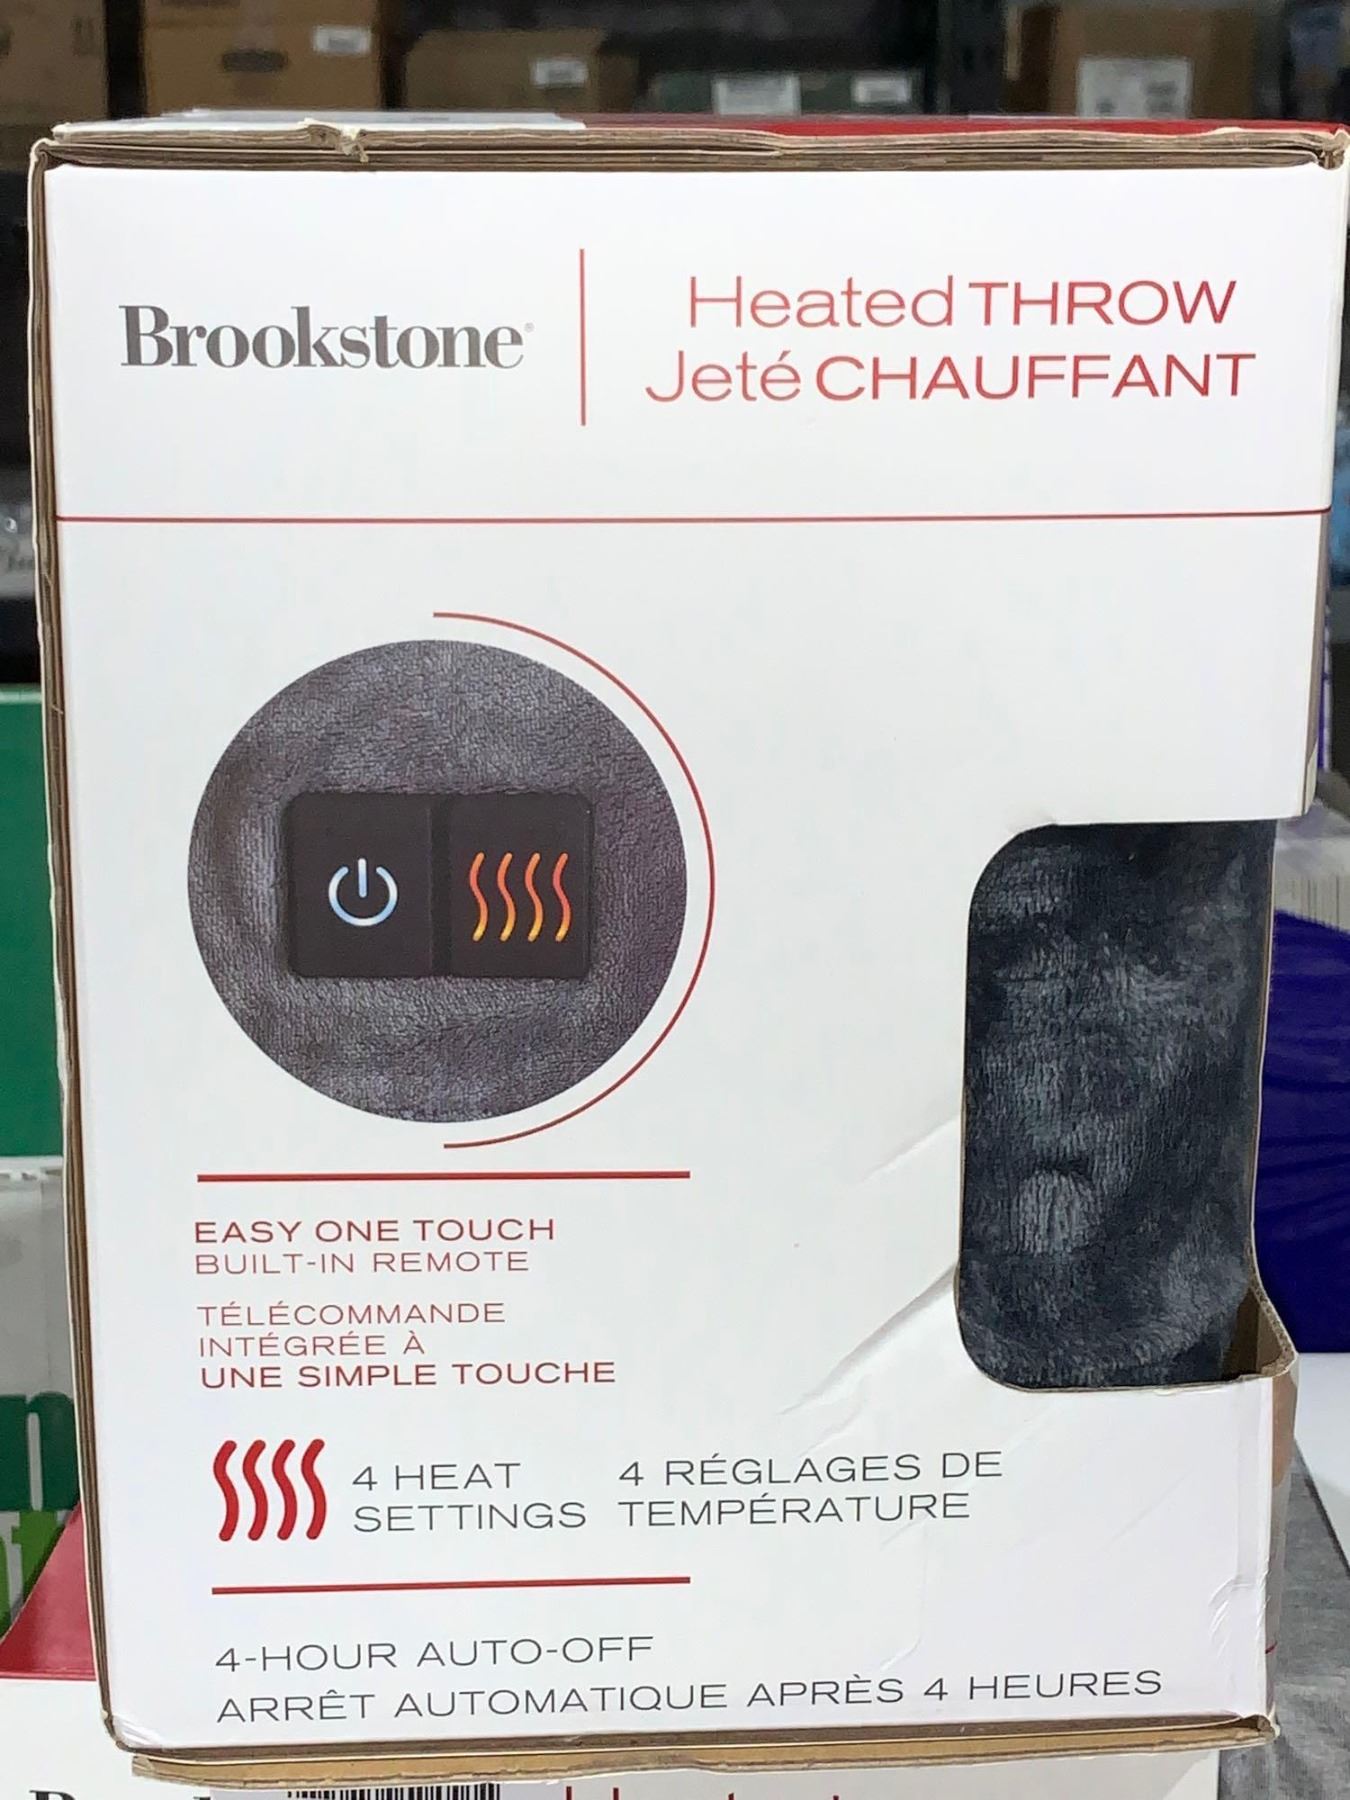 Brookstone®
Heated THROW
Jeté CHAUFFANT
EASY ONE TOUCH
BUILT-IN REMOTE
TÉLÉCOMMANDE
INTÉGRÉE À
UNE SIMPLE TOUCHE
4 HEAT
SETTINGS
4 RÉGLAGES DE
TEMPÉRATURE
4-HOUR AUTO-OFF
ARRÊT AUTOMATIQUE APRÈS 4 HEURES